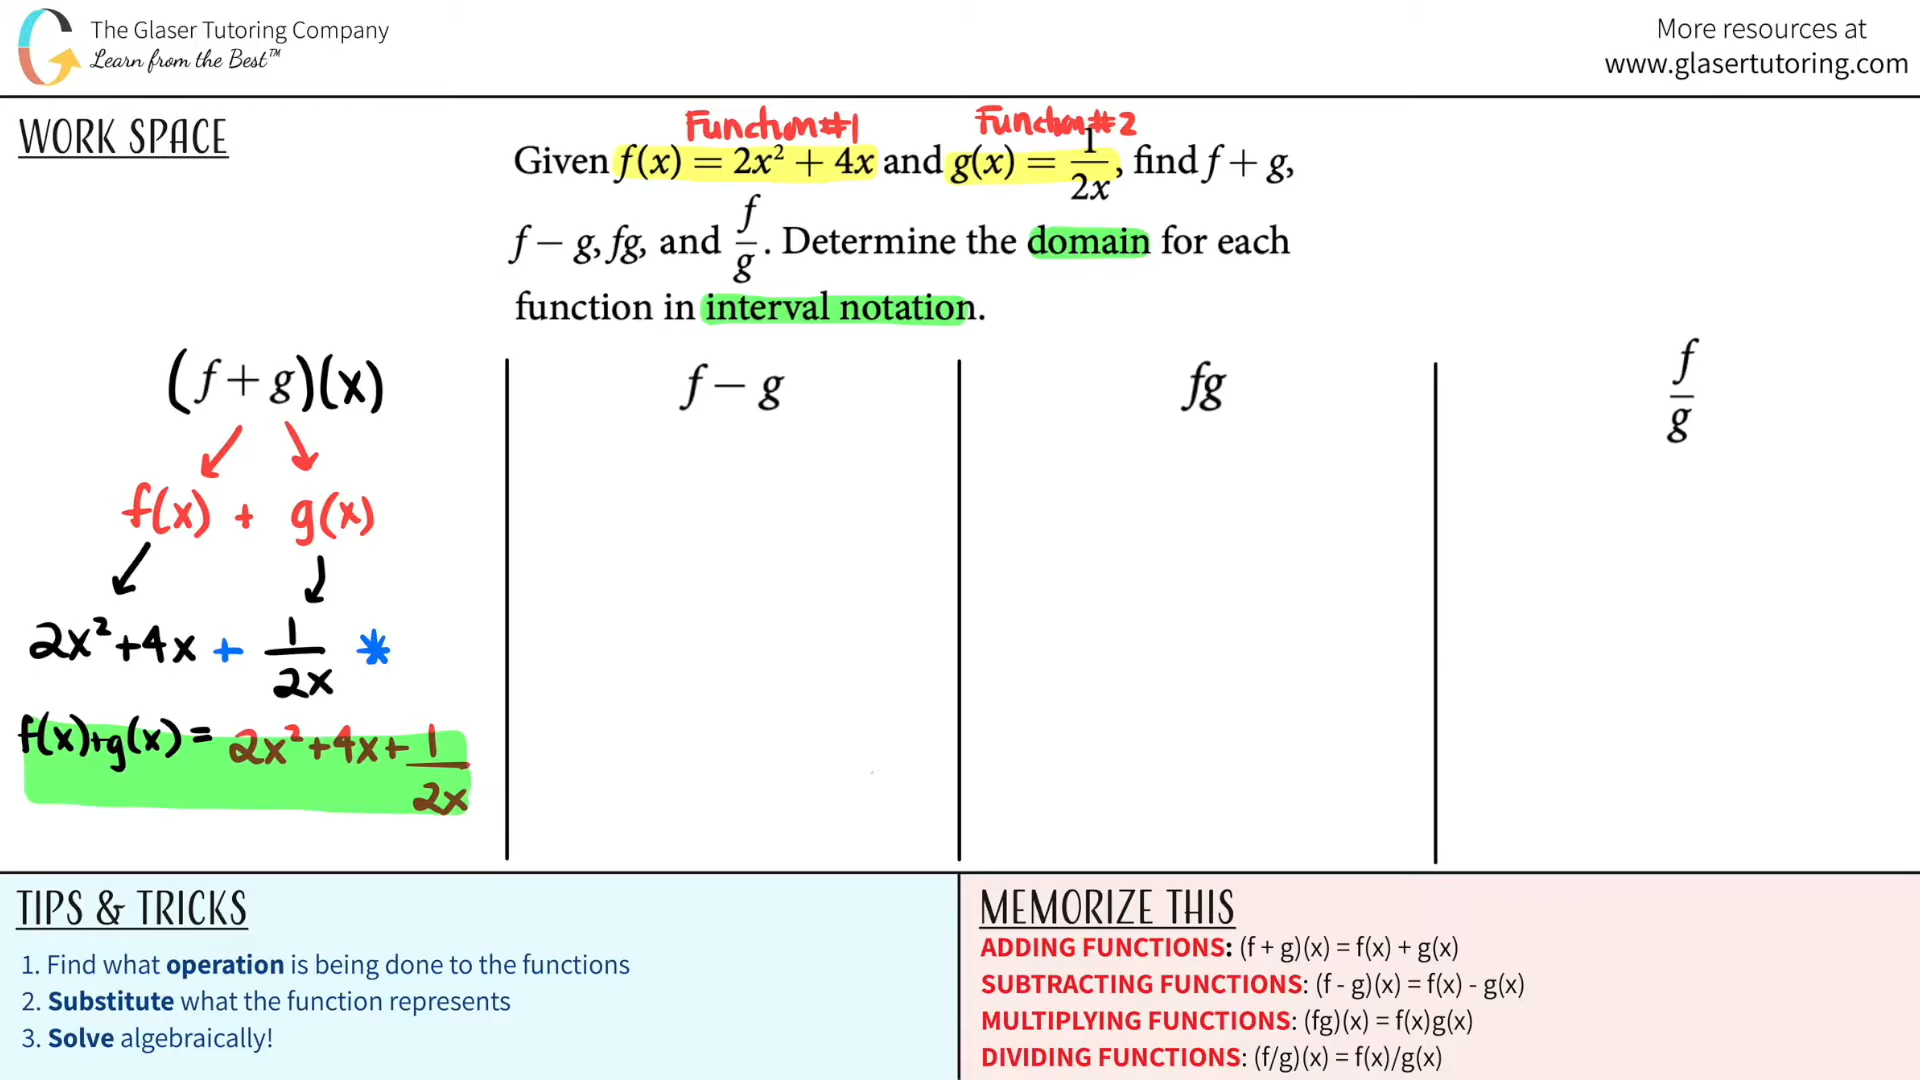 The Glaser Tutoring Company
Learn from the Best™
More resources at
www.glasertutoring.com
WORK SPACE
Function #1
Function #2
Given f(x) = 2x² + 4x and g(x) = 1/2x, find f + g,
f − g, fg, and f/g. Determine the domain for each
function in interval notation.
(f + g)(x)
f(x) + g(x)
2x²+4x + 1/2x *
f(x)+g(x) = 2x²+4x+1/2x
f − g
fg
f/g
TIPS & TRICKS
1. Find what operation is being done to the functions
2. Substitute what the function represents
3. Solve algebraically!
MEMORIZE THIS
ADDING FUNCTIONS: (f + g)(x) = f(x) + g(x)
SUBTRACTING FUNCTIONS: (f - g)(x) = f(x) - g(x)
MULTIPLYING FUNCTIONS: (fg)(x) = f(x)g(x)
DIVIDING FUNCTIONS: (f/g)(x) = f(x)/g(x)